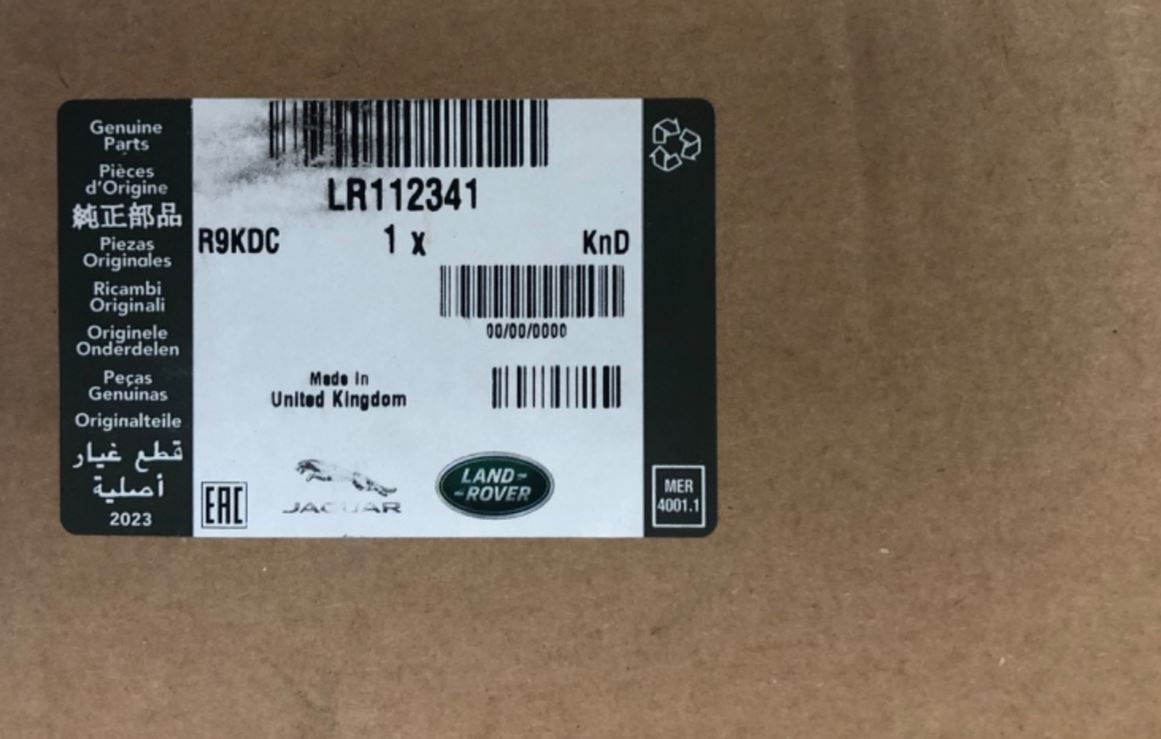 Genuine
Parts
Pièces
d'Origine
純正部品
Piezas
Originales
Ricambi
Originali
Originele
Onderdelen
Peças
Genuinas
Originalteile
قطع غيار
أصلية
2023
LR112341
R9KDC 1 x KnD
00/00/0000
Made in
United Kingdom
EAC
JAGUAR
LAND-
-ROVER
MER
4001.1